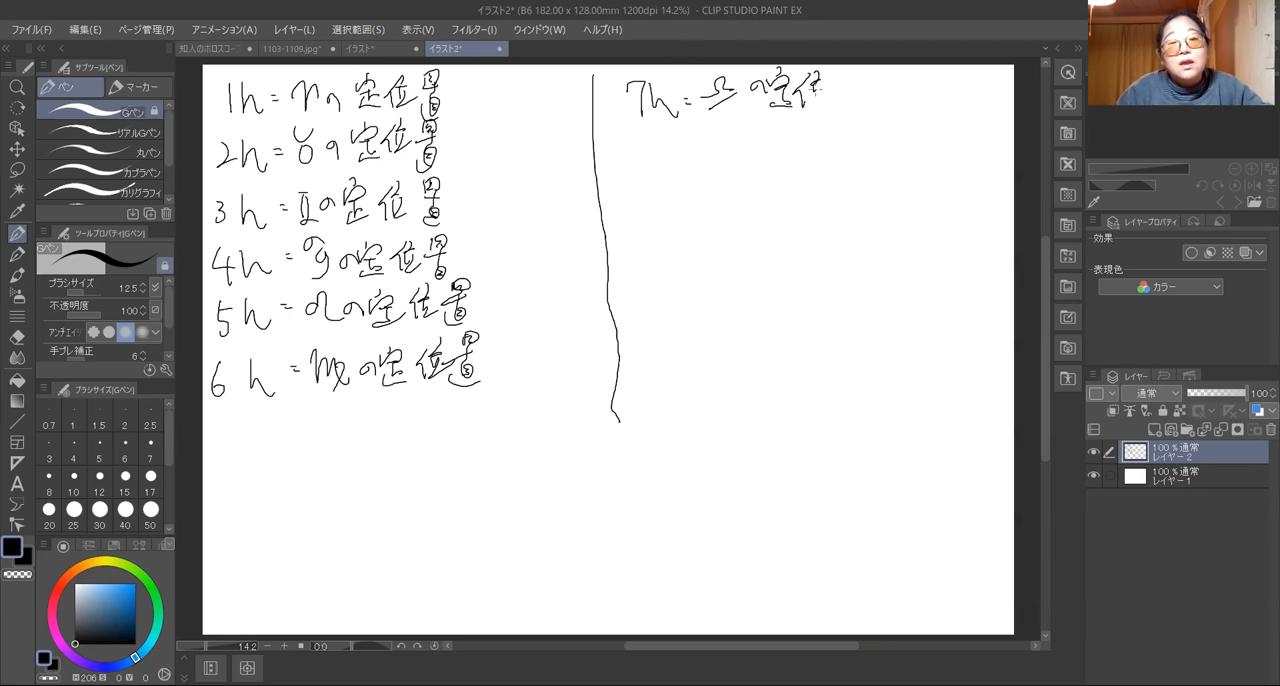 イラスト2* (B6 182.00 x 128.00mm 1200dpi 14.2%) - CLIP STUDIO PAINT EX
ファイル(F) 編集(E) ページ管理(P) アニメーション(A) レイヤー(L) 選択範囲(S) 表示(V) フィルター(I) ウィンドウ(W) ヘルプ(H)
知人のホロスコープ 1103-1109.jpg* イラスト* イラスト2*
サブツール[ペン]
ペン マーカー
Gペン
リアルGペン
丸ペン
カブラペン
カリグラフィ
ツールプロパティ[Gペン]
Gペン
ブラシサイズ 12.5
不透明度 100
アンチエイリ
手ブレ補正 6
ブラシサイズ[Gペン]
0.7 1 1.5 2 2.5
3 4 5 6 7
8 10 12 15 17
20 25 30 40 50
H 206 S 0 V 0
1h=♈の定位置
2h=♉の定位置
3h=♊の定位置
4h=♋の定位置
5h=♌の定位置
6h=♍の定位置
7h=♎の定位
14.2 0.0
レイヤープロパティ
効果
表現色
カラー
レイヤー
通常 100
100 %通常
レイヤー2
100 %通常
レイヤー1